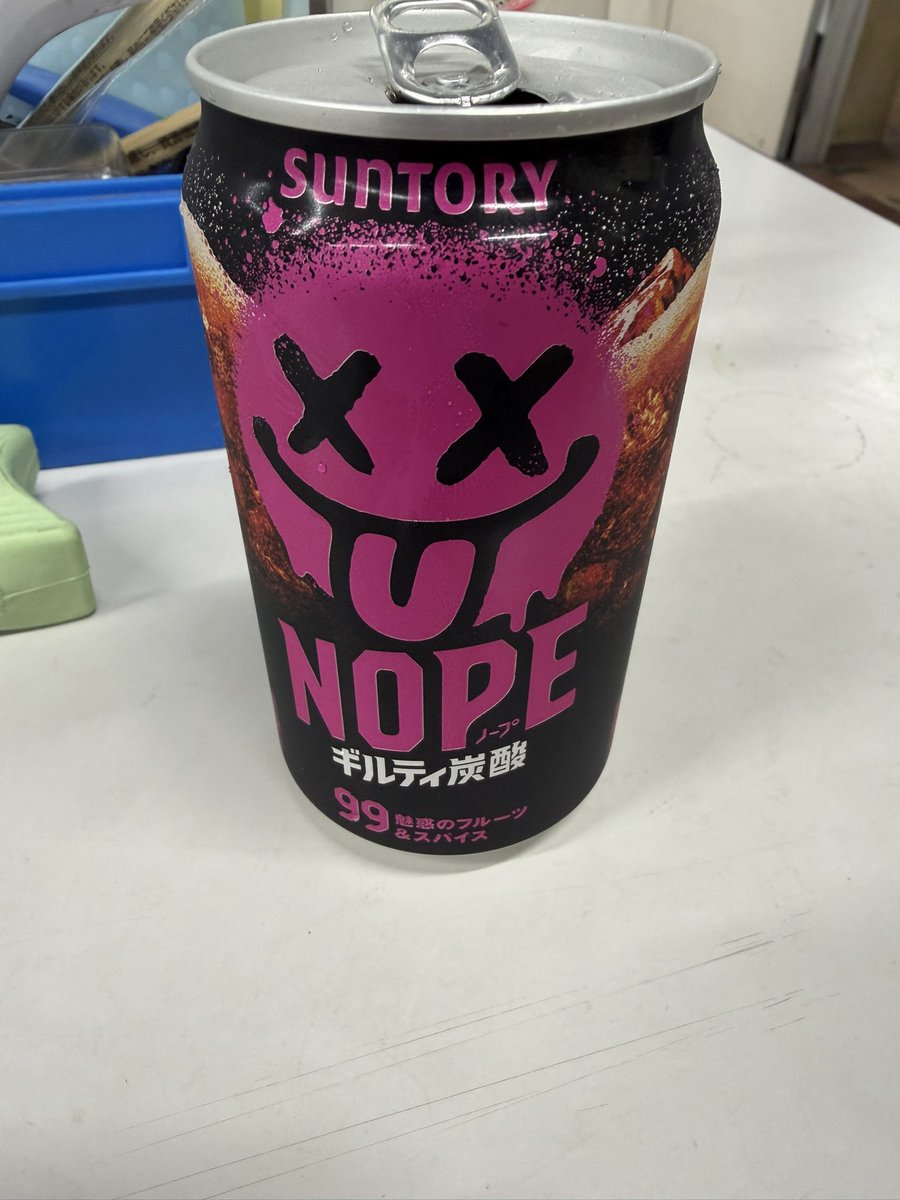 SUNTORY
NOPE
ノープ
ギルティ炭酸
99 魅惑のフルーツ
&スパイス